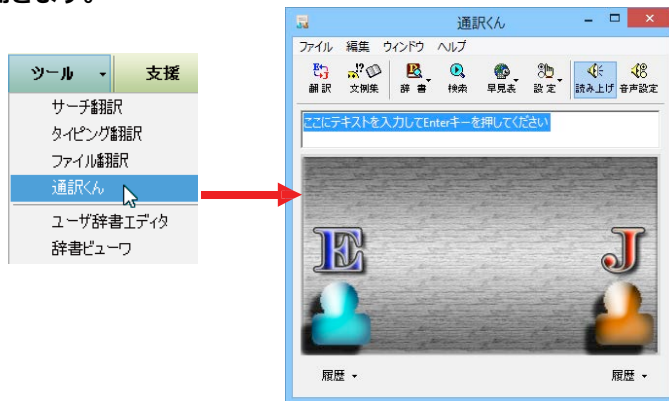 ツール 支援
サーチ翻訳
タイピング翻訳
ファイル翻訳
通訳くん
ユーザ辞書エディタ
辞書ビューワ
通訳くん
ファイル 編集 ウィンドウ ヘルプ
翻訳 文例集 辞書 検索 早見表 設定 読み上げ 音声設定
ここにテキストを入力してEnterキーを押してください
E J
履歴 履歴